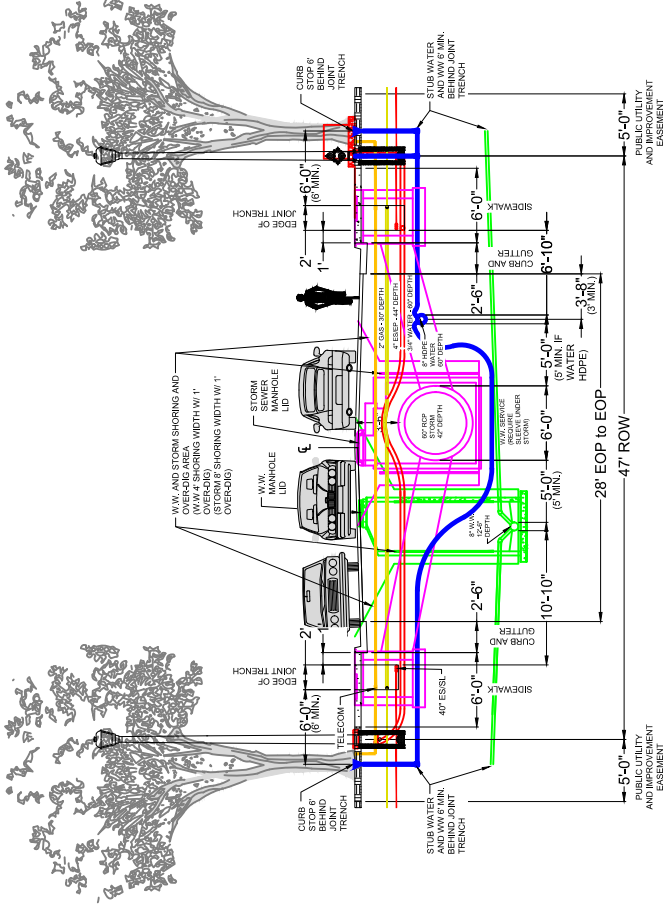 CURB
STOP 6'
BEHIND
JOINT
TRENCH
STUB WATER
AND WW 6' MIN.
BEHIND JOINT
TRENCH
5'-0"
PUBLIC UTILITY
AND IMPROVEMENT
EASEMENT
6'-0"
(6' MIN.)
EDGE OF
JOINT TRENCH
2'
1'
6'-0"
SIDEWALK
2'-6"
CURB AND
GUTTER
6'-10"
3'-8"
(3' MIN.)
2" GAS - 30" DEPTH
4" ES/EP - 44" DEPTH
3/4" WATER - 60" DEPTH
8" HDPE
WATER
60" DEPTH
W.W. AND STORM SHORING AND
OVER-DIG AREA
(W.W 4' SHORING WIDTH W/ 1'
OVER-DIG)
(STORM 8' SHORING WIDTH W/ 1'
OVER-DIG)
STORM
SEWER
MANHOLE
LID
W.W.
MANHOLE
LID
60" RCP
STORM
42" DEPTH
W.W. SERVICE
(REQUIRE
SLEEVE UNDER
STORM)
8" W.W.
12'-6"
DEPTH
5'-0"
(5' MIN. IF
WATER
HDPE)
6'-0"
5'-0"
(5' MIN.)
10'-10"
28' EOP to EOP
47' ROW
2'
1'
EDGE OF
JOINT TRENCH
6'-0"
(6' MIN.)
TELECOM
40" ES/SL
2'-6"
CURB AND
GUTTER
6'-0"
SIDEWALK
CURB
STOP 6'
BEHIND
JOINT
TRENCH
STUB WATER
AND WW 6' MIN.
BEHIND JOINT
TRENCH
5'-0"
PUBLIC UTILITY
AND IMPROVEMENT
EASEMENT